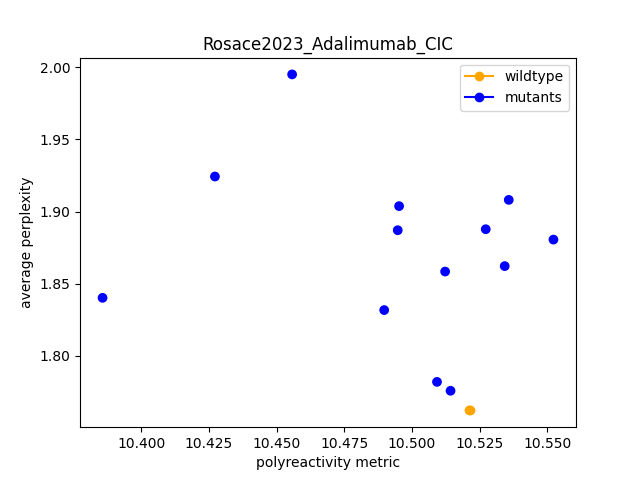 Rosace2023_Adalimumab_CIC
wildtype
mutants
average perplexity
2.00
1.95
1.90
1.85
1.80
10.400
10.425
10.450
10.475
10.500
10.525
10.550
polyreactivity metric